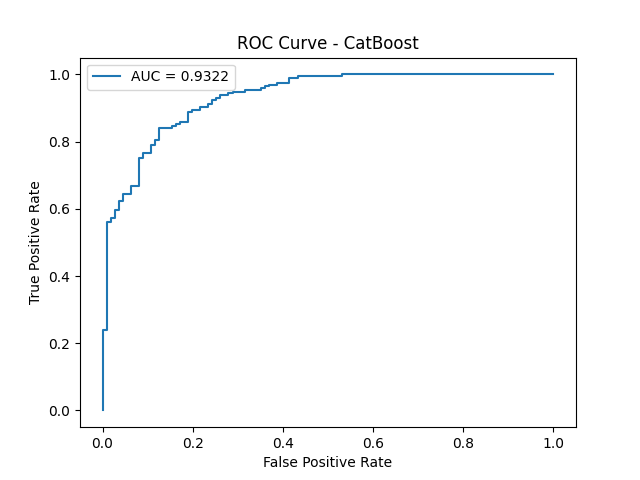 ROC Curve - CatBoost
AUC = 0.9322
1.0
0.8
0.6
0.4
0.2
0.0
True Positive Rate
0.0 0.2 0.4 0.6 0.8 1.0
False Positive Rate